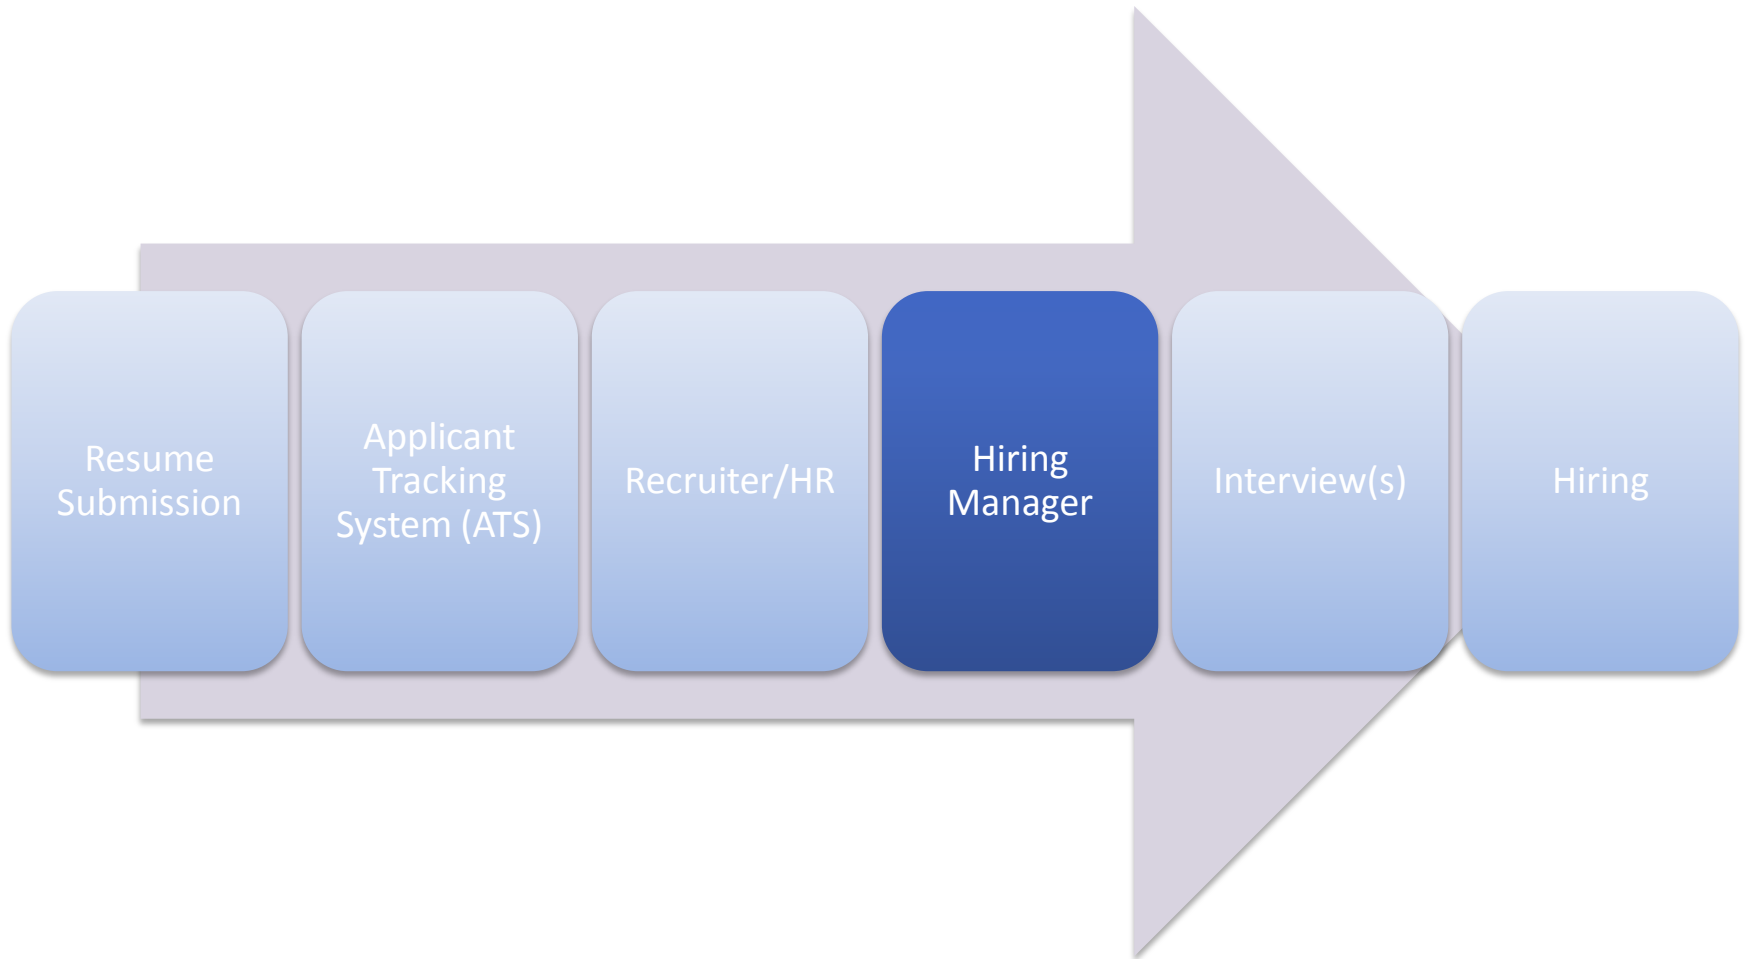 Resume
Submission
Applicant
Tracking
System (ATS)
Recruiter/HR
Hiring
Manager
Interview(s)
Hiring